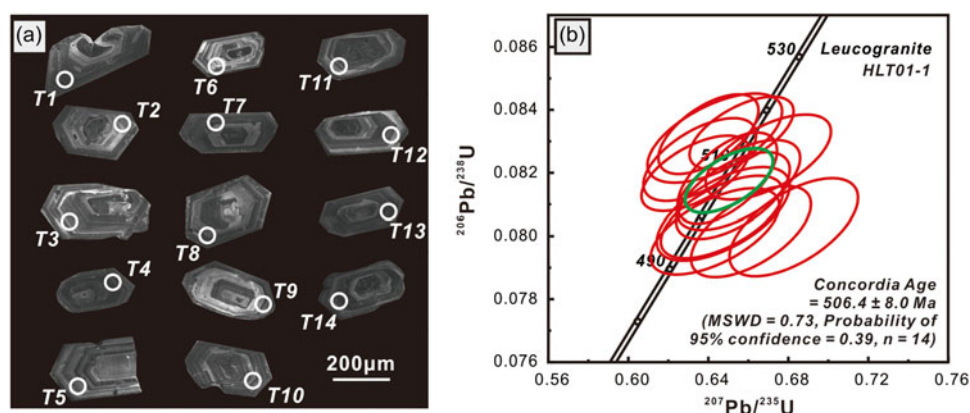 (a)
T1
T6
T11
T2
T7
T12
T3
T8
T13
T4
T9
T14
T5
T10
200μm
(b)
0.086
0.084
0.082
0.080
0.078
0.076
206Pb/238U
530
510
490
Leucogranite
HLT01-1
Concordia Age
= 506.4 ± 8.0 Ma
(MSWD = 0.73, Probability of
95% confidence = 0.39, n = 14)
0.56 0.60 0.64 0.68 0.72 0.76
207Pb/235U